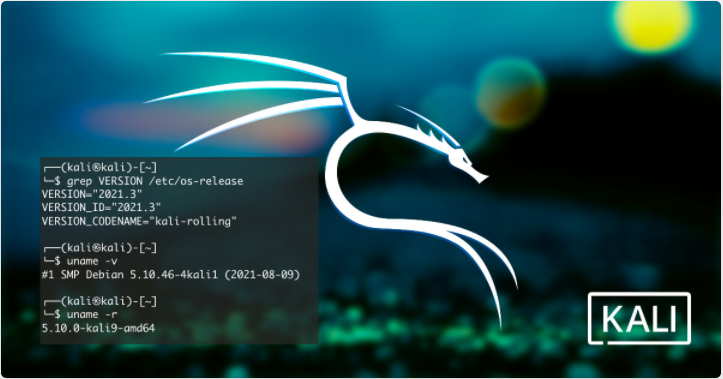 ┌──(kali㉿kali)-[~]
└─$ grep VERSION /etc/os-release
VERSION="2021.3"
VERSION_ID="2021.3"
VERSION_CODENAME="kali-rolling"
┌──(kali㉿kali)-[~]
└─$ uname -v
#1 SMP Debian 5.10.46-4kali1 (2021-08-09)
┌──(kali㉿kali)-[~]
└─$ uname -r
5.10.0-kali9-amd64
KALI